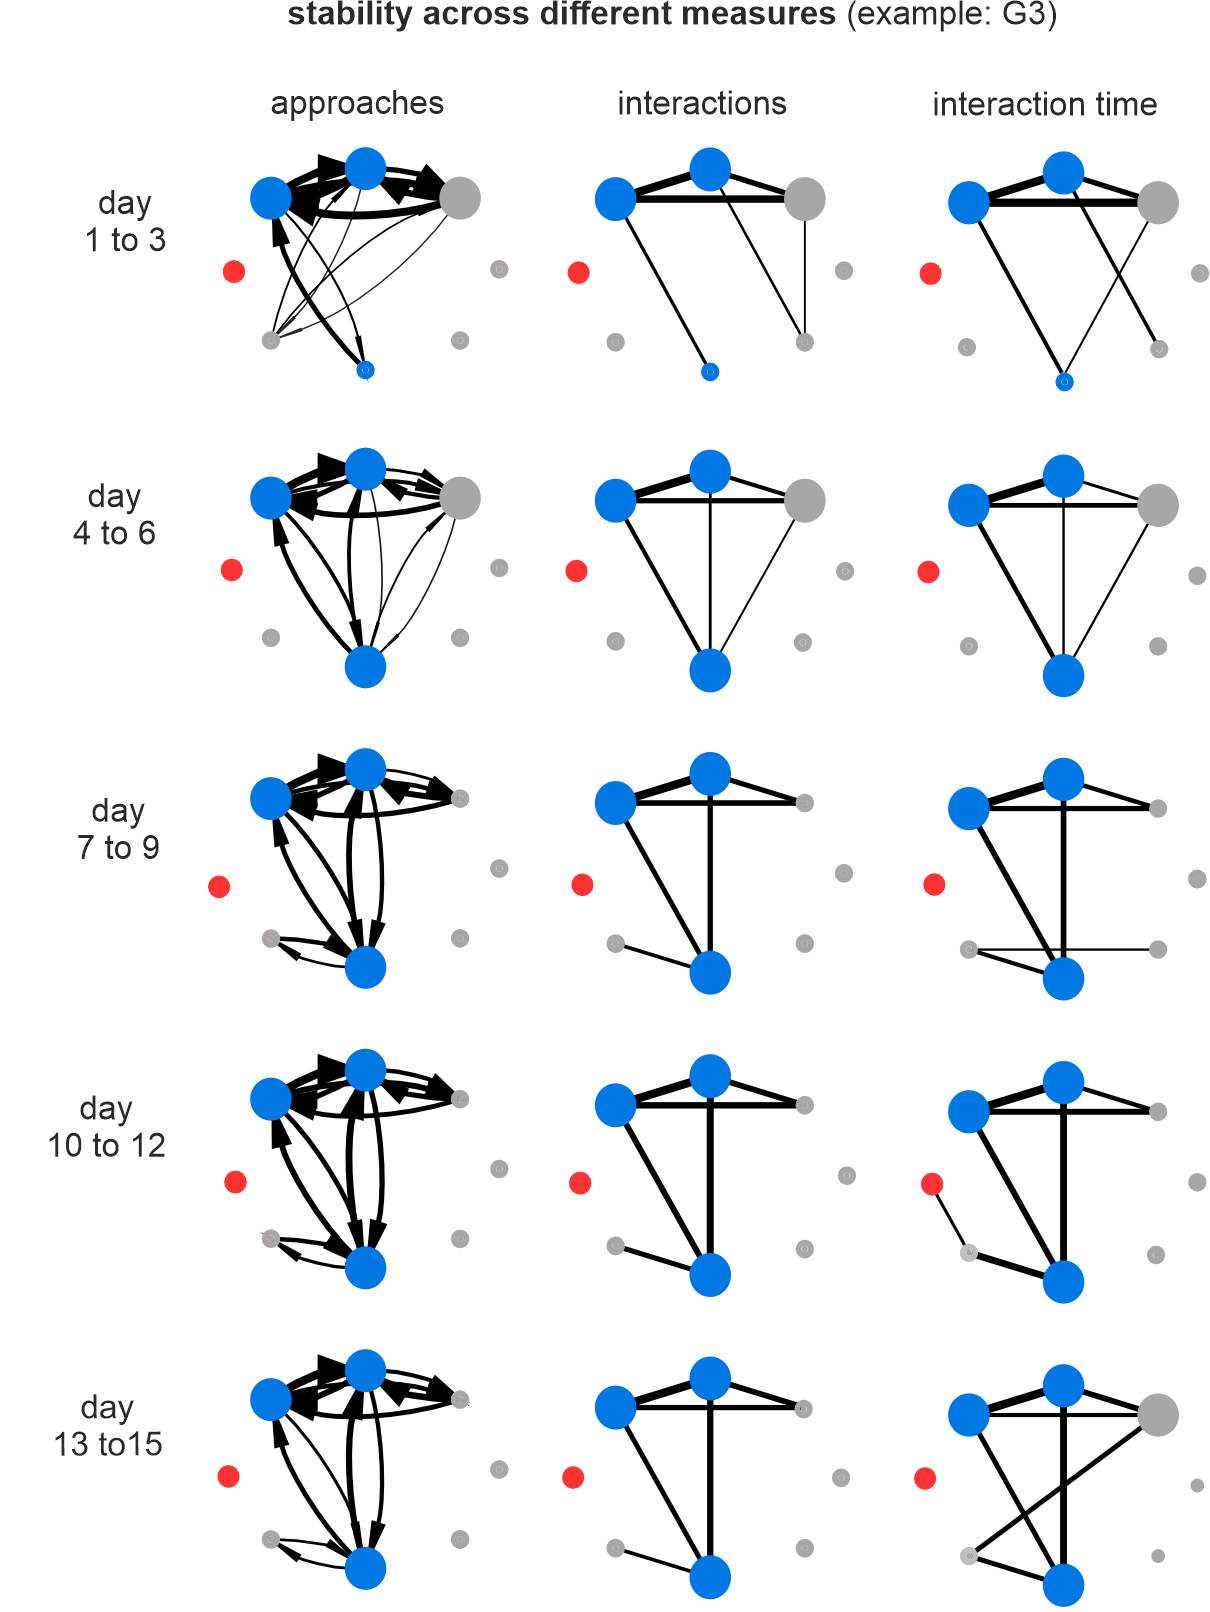 stability across different measures (example: G3)
approaches
interactions
interaction time
day
1 to 3
day
4 to 6
day
7 to 9
day
10 to 12
day
13 to15